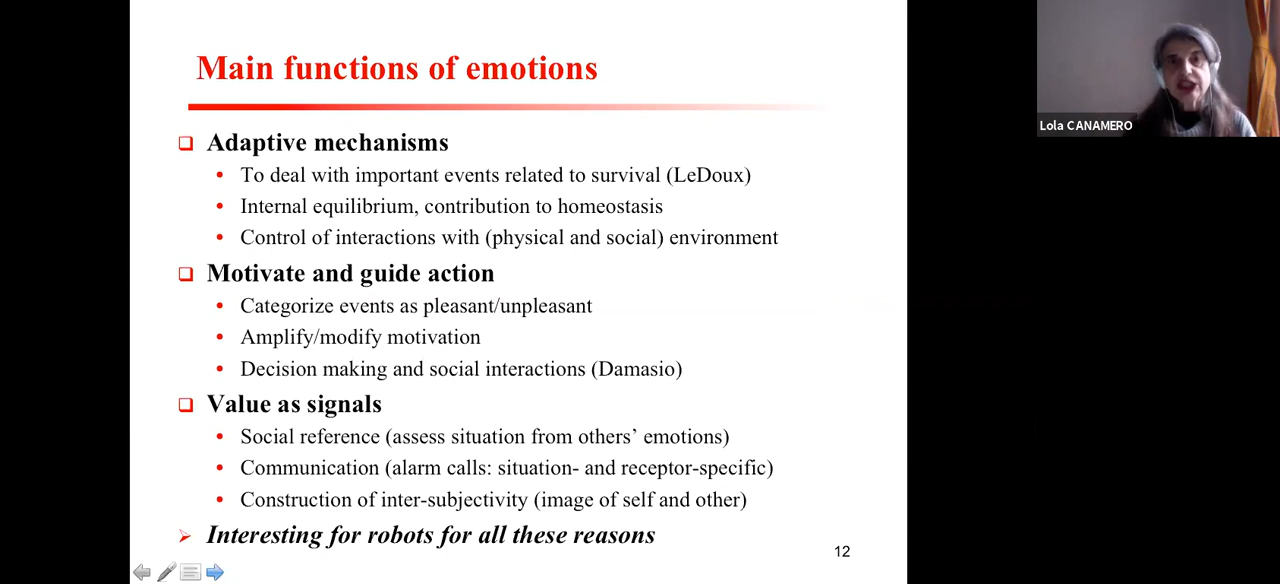 Main functions of emotions
Adaptive mechanisms
To deal with important events related to survival (LeDoux)
Internal equilibrium, contribution to homeostasis
Control of interactions with (physical and social) environment
Motivate and guide action
Categorize events as pleasant/unpleasant
Amplify/modify motivation
Decision making and social interactions (Damasio)
Value as signals
Social reference (assess situation from others’ emotions)
Communication (alarm calls: situation- and receptor-specific)
Construction of inter-subjectivity (image of self and other)
Interesting for robots for all these reasons
12
Lola CANAMERO